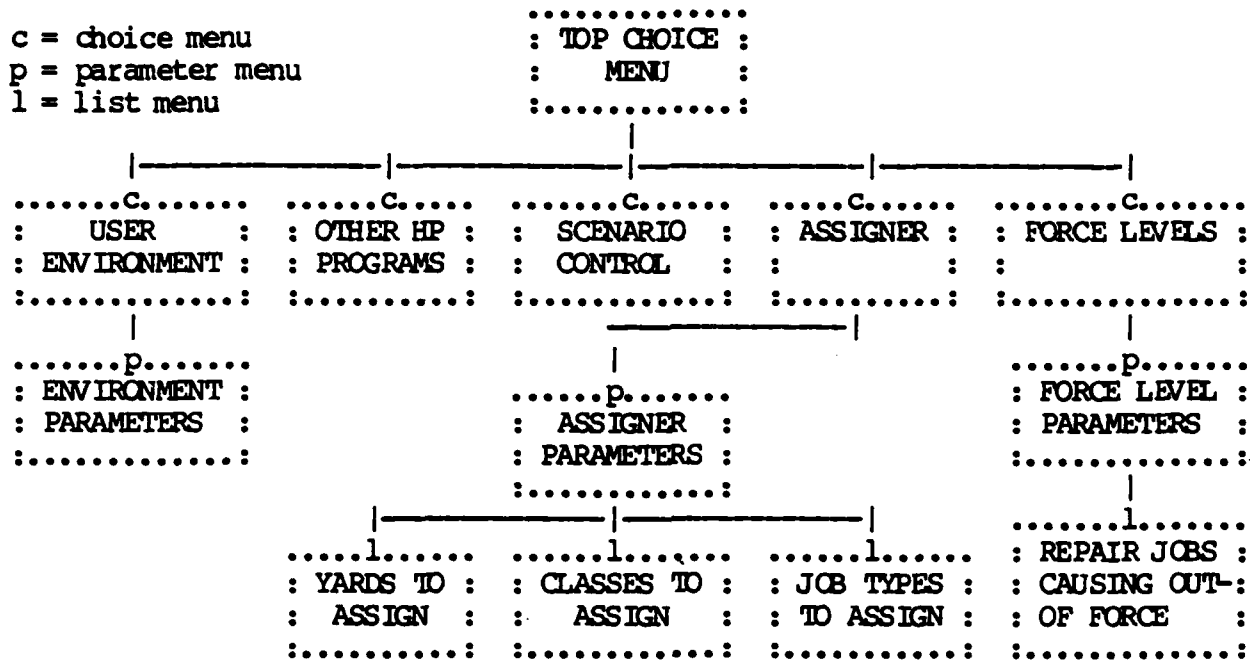 c = choice menu
p = parameter menu
l = list menu
TOP CHOICE
MENU
c
USER
ENVIRONMENT
c
OTHER HP
PROGRAMS
c
SCENARIO
CONTROL
c
ASSIGNER
c
FORCE LEVELS
p
ENVIRONMENT
PARAMETERS
p
ASSIGNER
PARAMETERS
p
FORCE LEVEL
PARAMETERS
l
YARDS TO
ASSIGN
l
CLASSES TO
ASSIGN
l
JOB TYPES
TO ASSIGN
l
REPAIR JOBS
CAUSING OUT-
OF FORCE